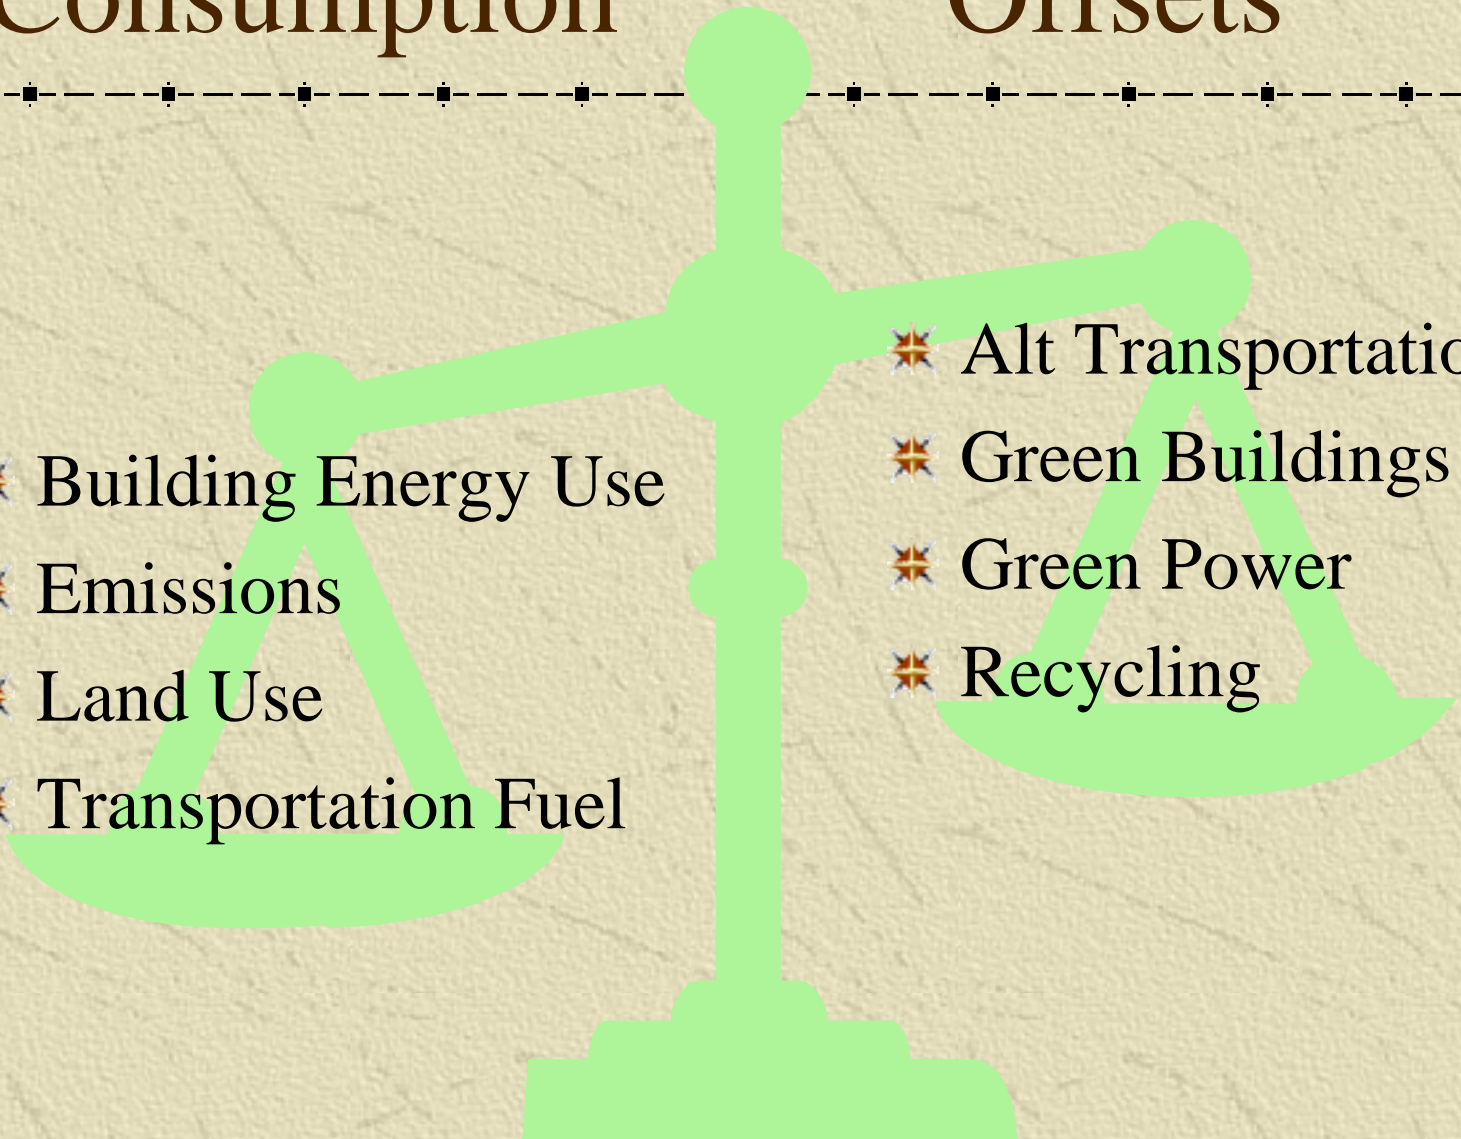 Consumption
Offsets
Building Energy Use
Emissions
Land Use
Transportation Fuel
Alt Transportatio
Green Buildings
Green Power
Recycling